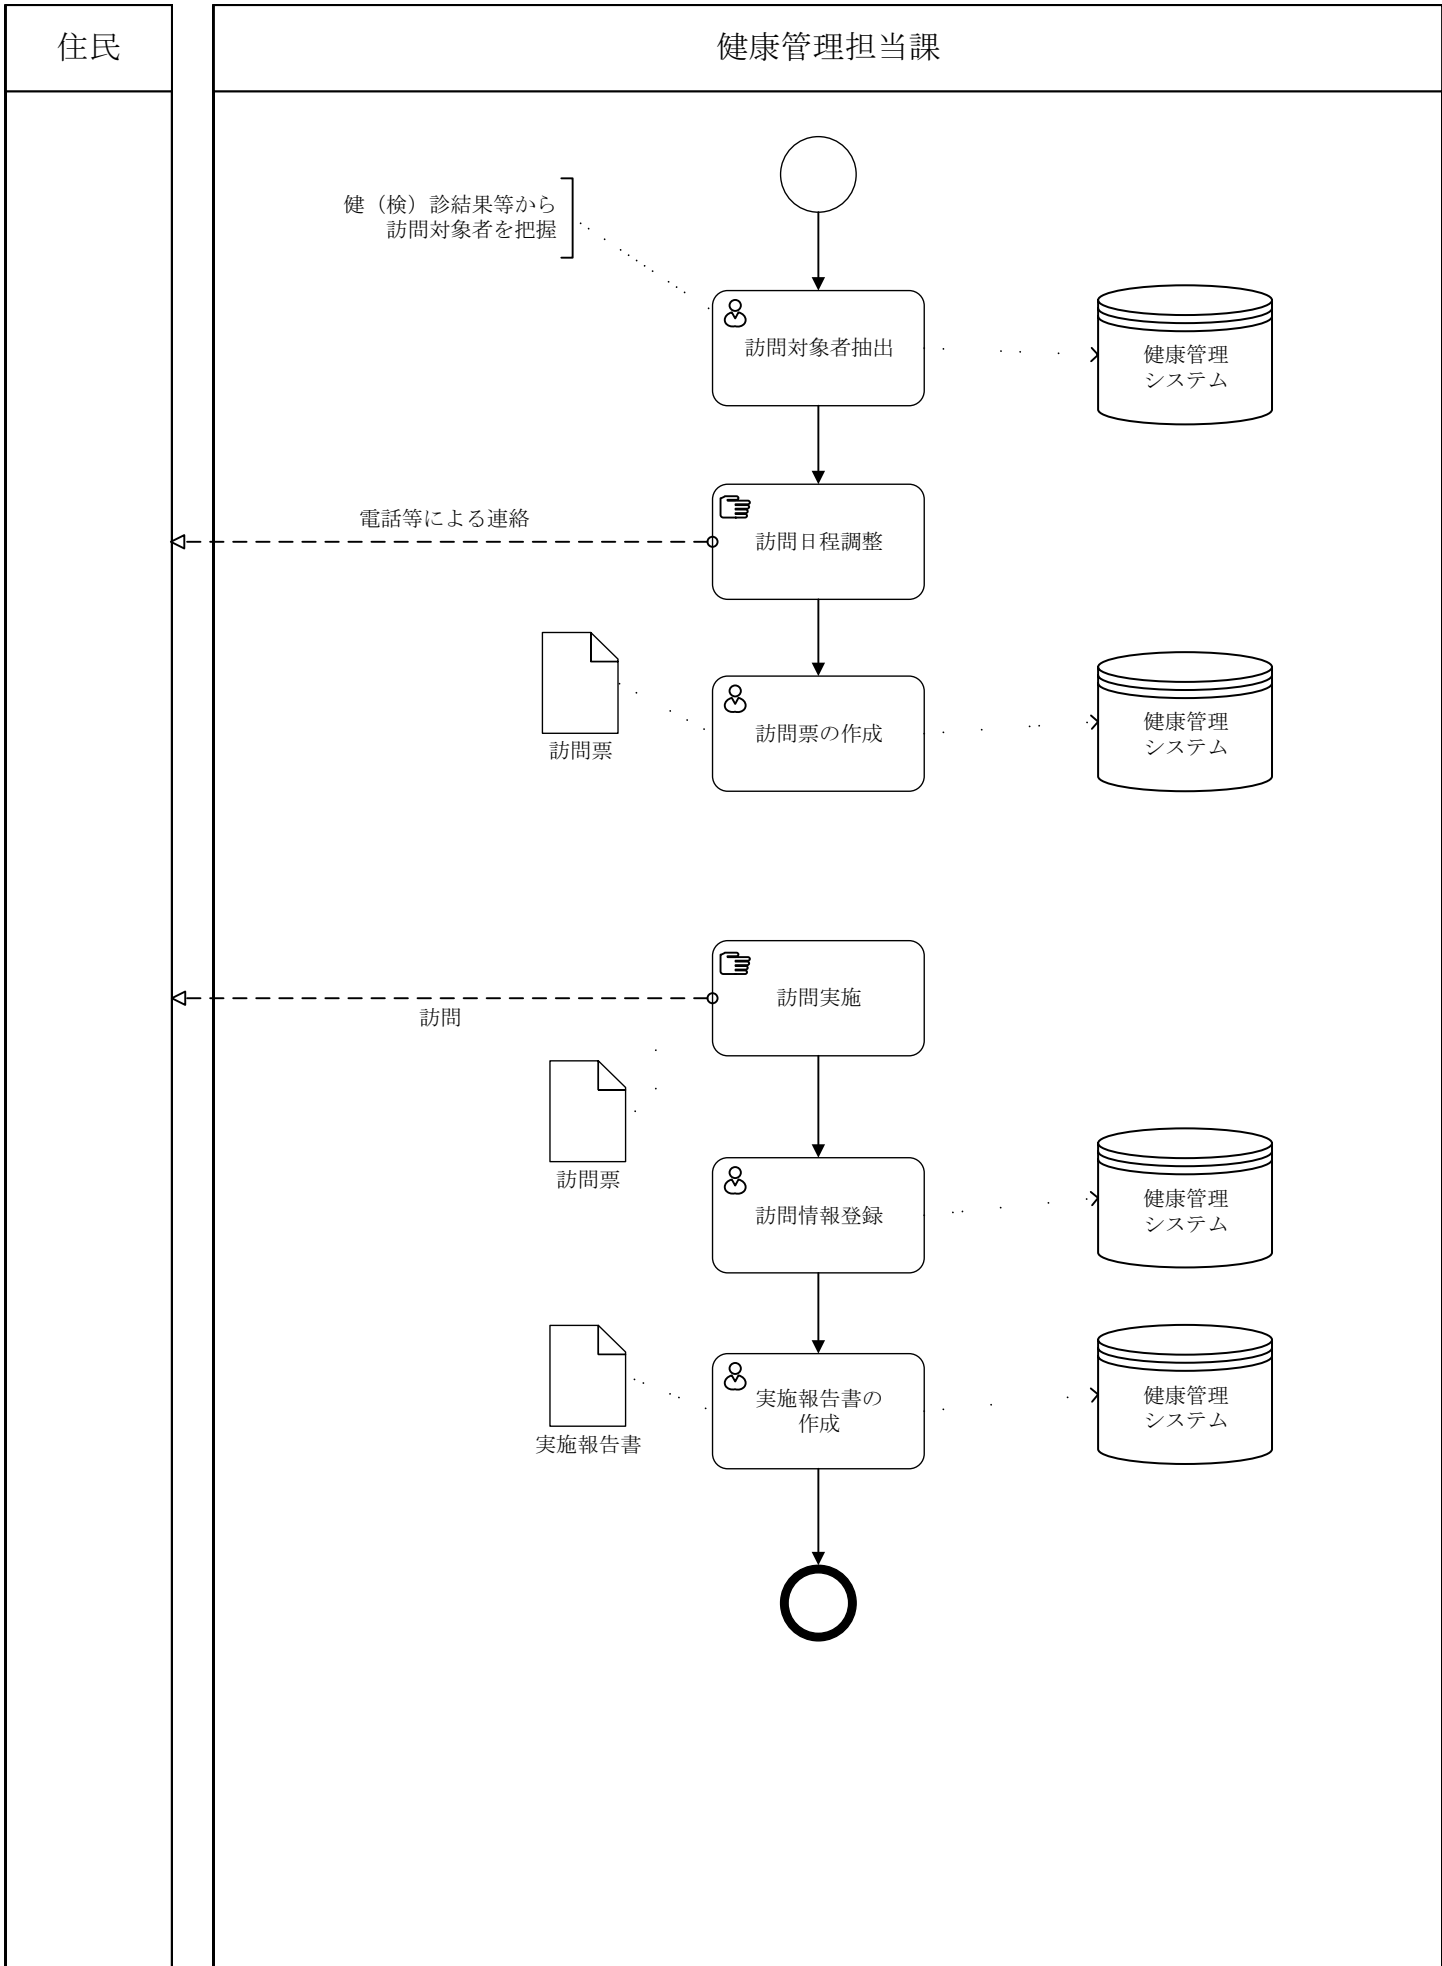 住民
健康管理担当課
健（検）診結果等から
訪問対象者を把握
訪問対象者抽出
健康管理
システム
電話等による連絡
訪問日程調整
訪問票
訪問票の作成
健康管理
システム
訪問実施
訪問
訪問票
訪問情報登録
健康管理
システム
実施報告書
実施報告書の
作成
健康管理
システム